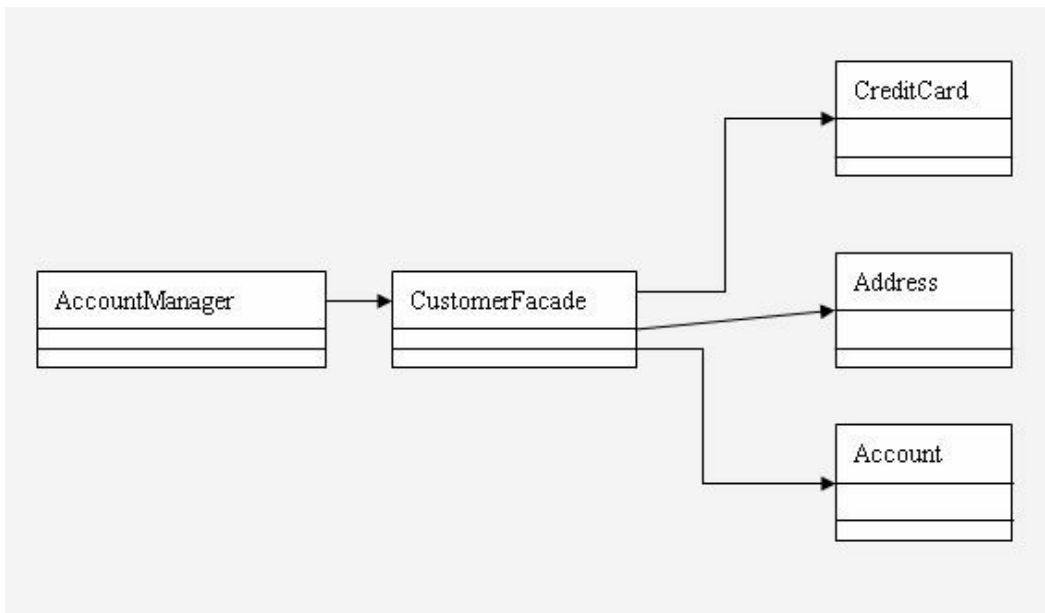 CreditCard
Address
AccountManager
CustomerFacade
Account